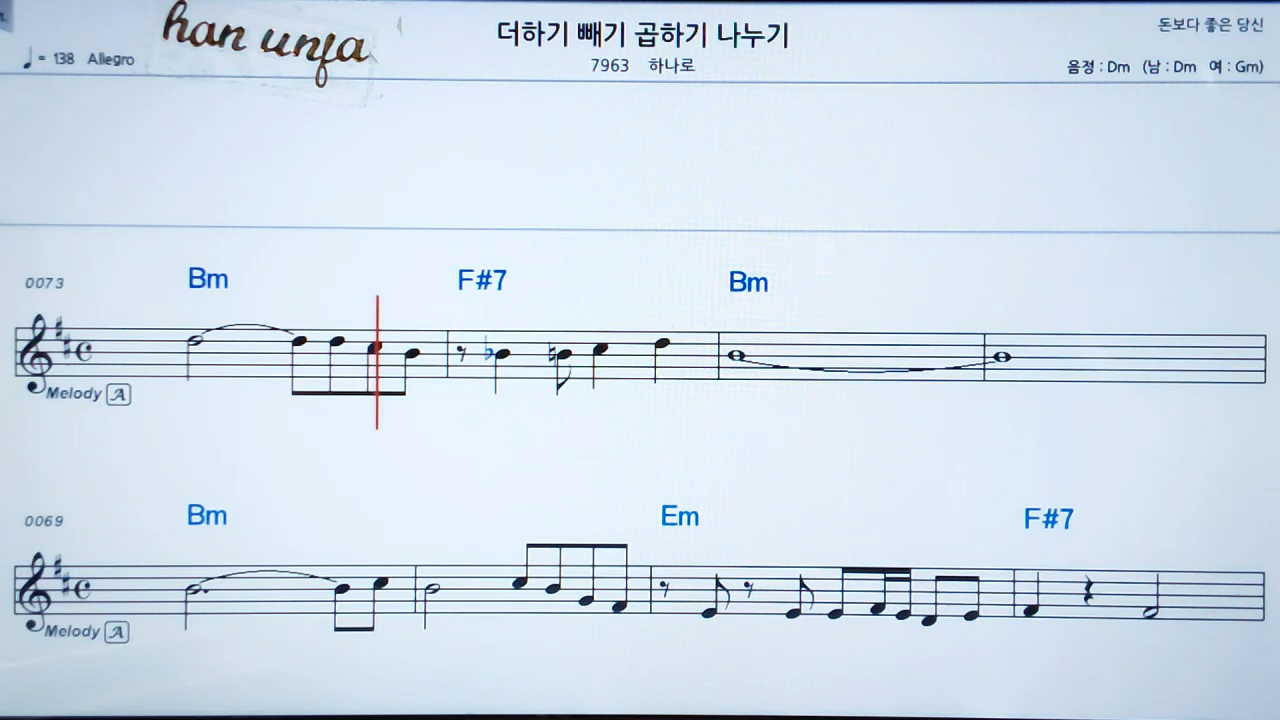 han unja
더하기 빼기 곱하기 나누기
돈보다 좋은 당신
♩= 138 Allegro
7963 하나로
음정 : Dm (남 : Dm 여 : Gm)
0073
Bm F#7 Bm
Melody A
0069
Bm Em F#7
Melody A